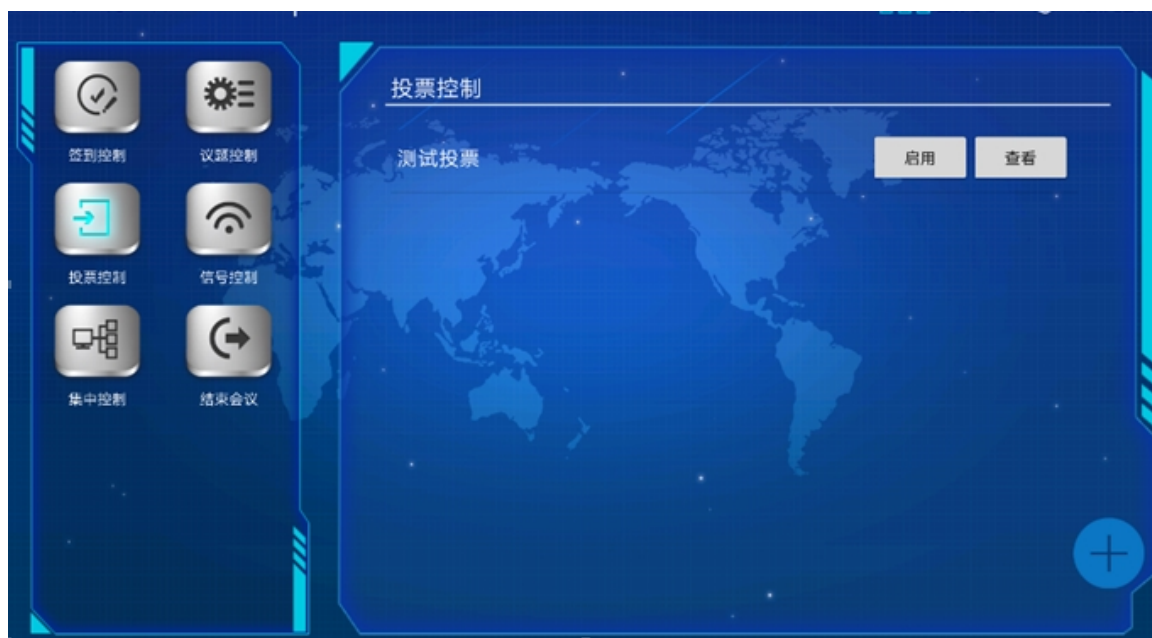 签到控制 议题控制
投票控制 信号控制
集中控制 结束会议
投票控制
测试投票 启用 查看